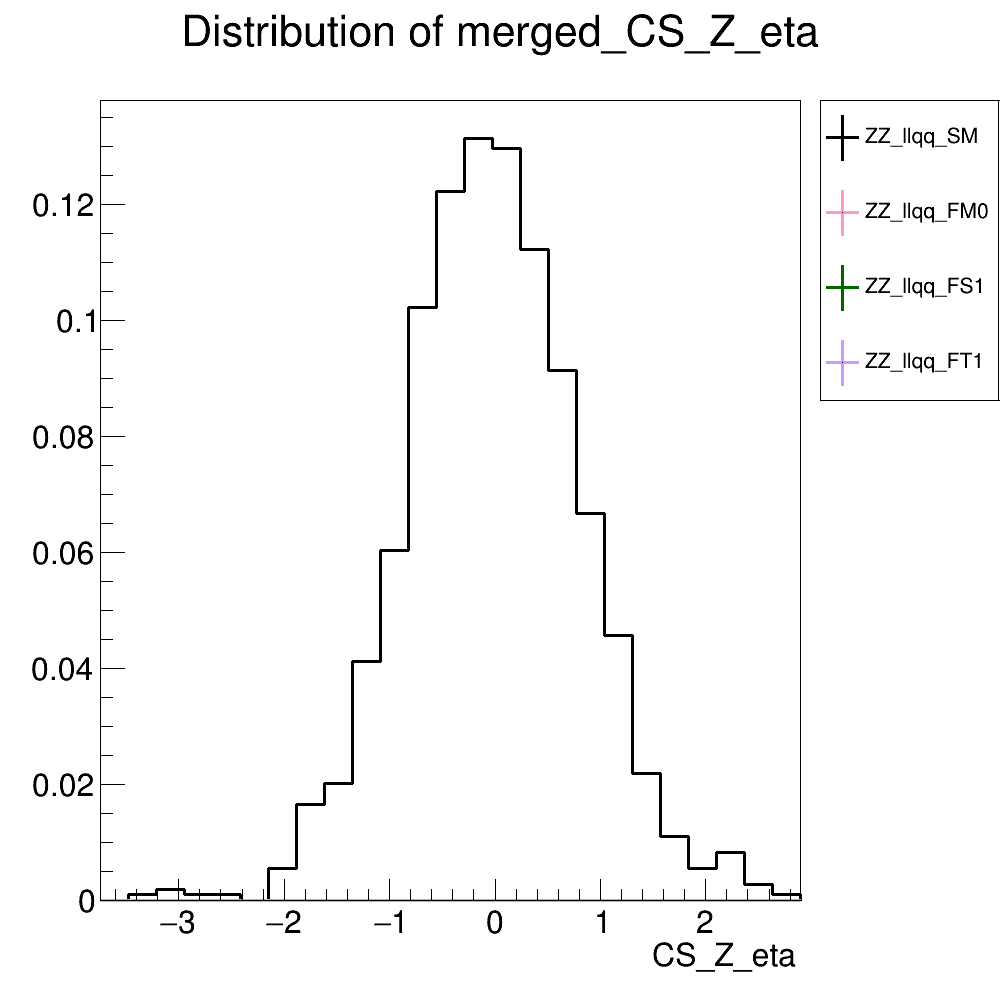 Distribution of merged_CS_Z_eta
ZZ_llqq_SM
ZZ_llqq_FM0
ZZ_llqq_FS1
ZZ_llqq_FT1
0.12
0.1
0.08
0.06
0.04
0.02
0
−3 −2 −1 0 1 2
CS_Z_eta